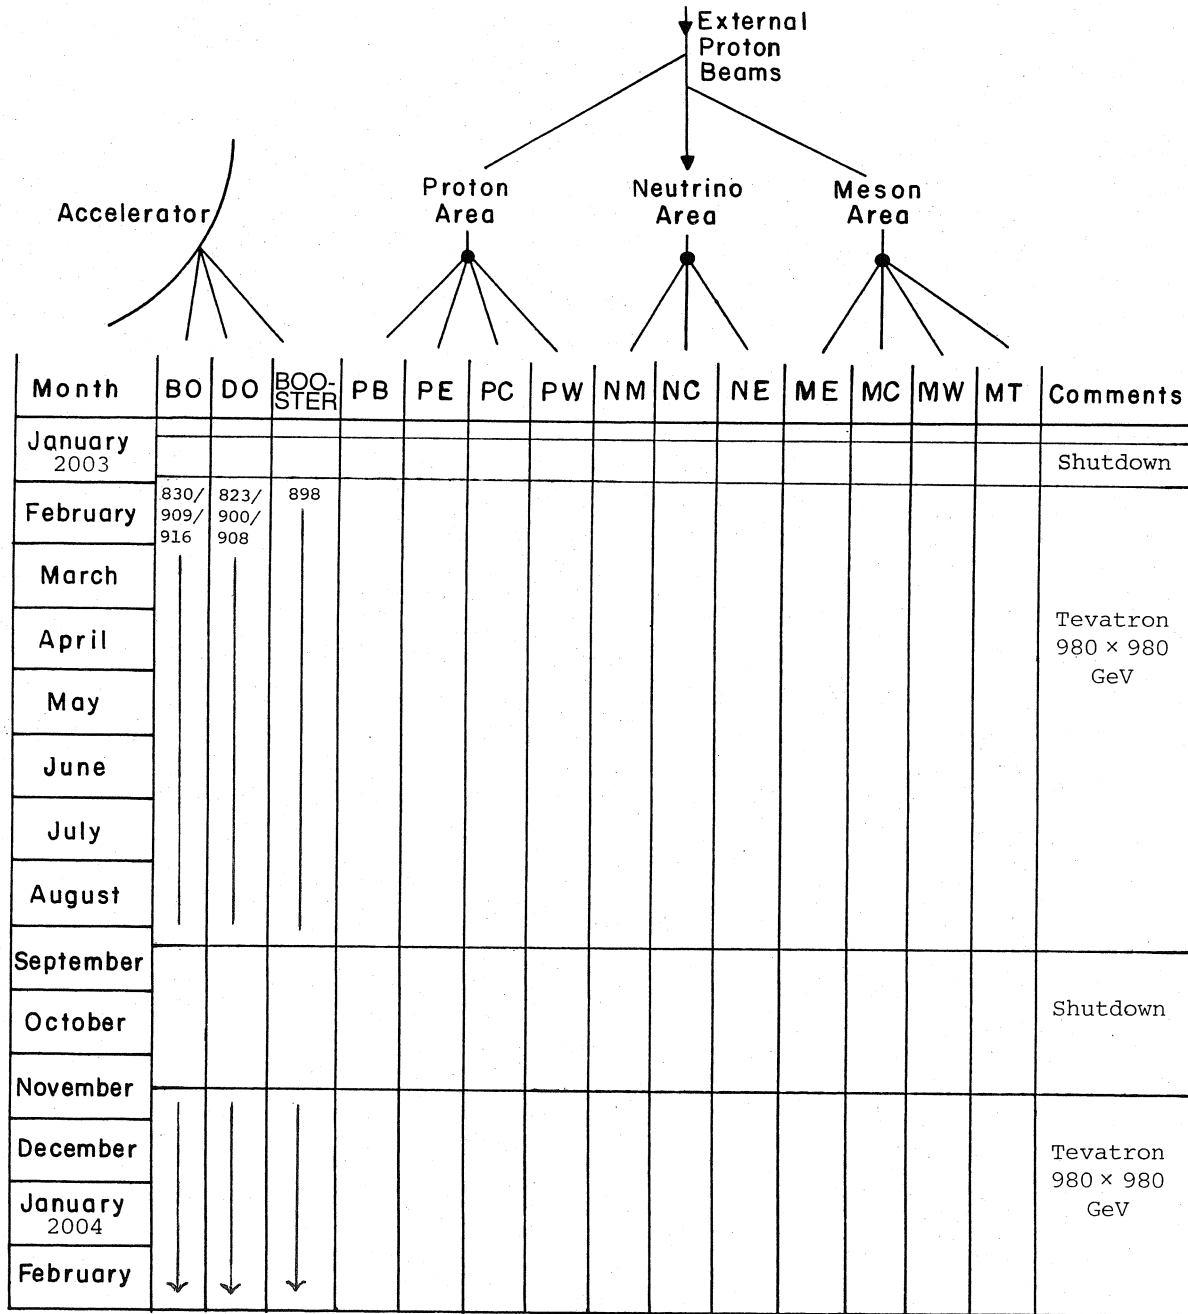 External
Proton
Beams
Accelerator
Proton
Area
Neutrino
Area
Meson
Area
Month BO DO BOO-
STER PB PE PC PW NM NC NE ME MC MW MT Comments
January
2003
Shutdown
February
830/
909/
916
823/
900/
908
898
March
April
Tevatron
980 × 980
GeV
May
June
July
August
September
October
Shutdown
November
December
Tevatron
980 × 980
GeV
January
2004
February